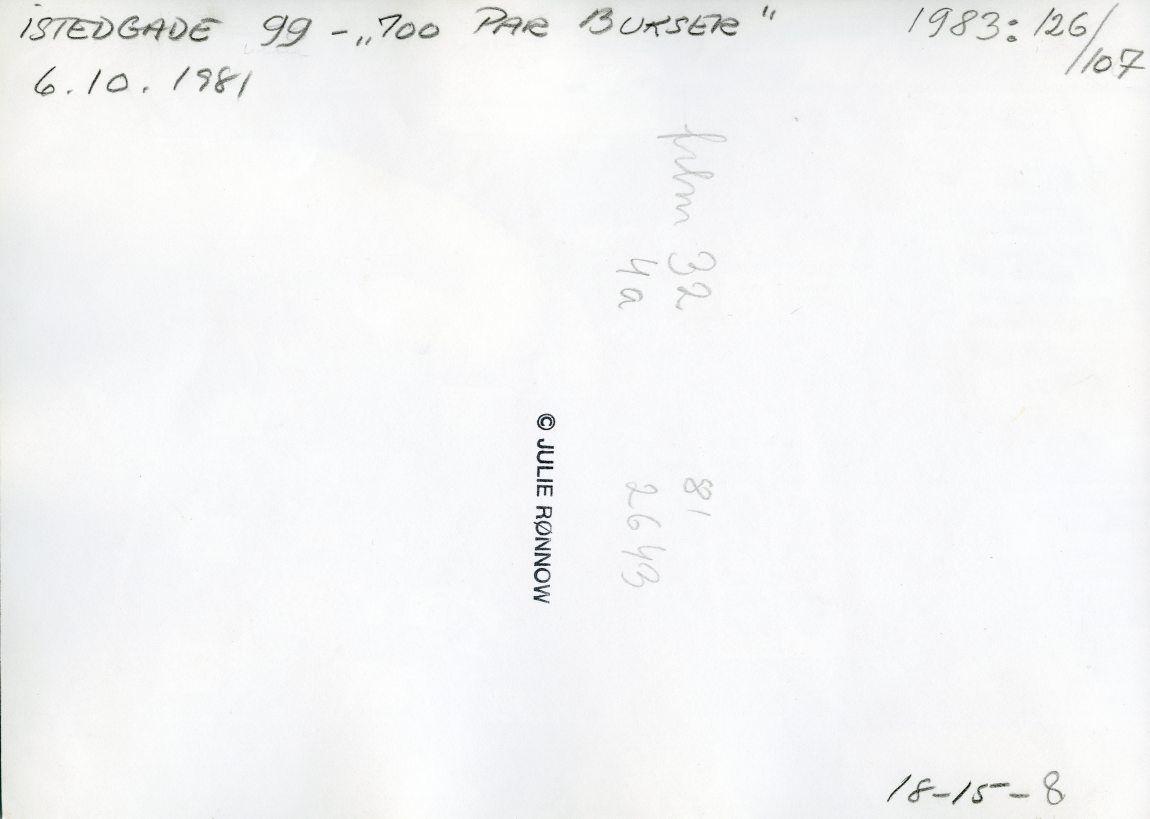 ISTEDGADE 99 - „700 PAR BUKSER"
6.10.1981
1983: 126/
/107
film 32
4a
81
2643
© JULIE RØNNOW
18-15-8